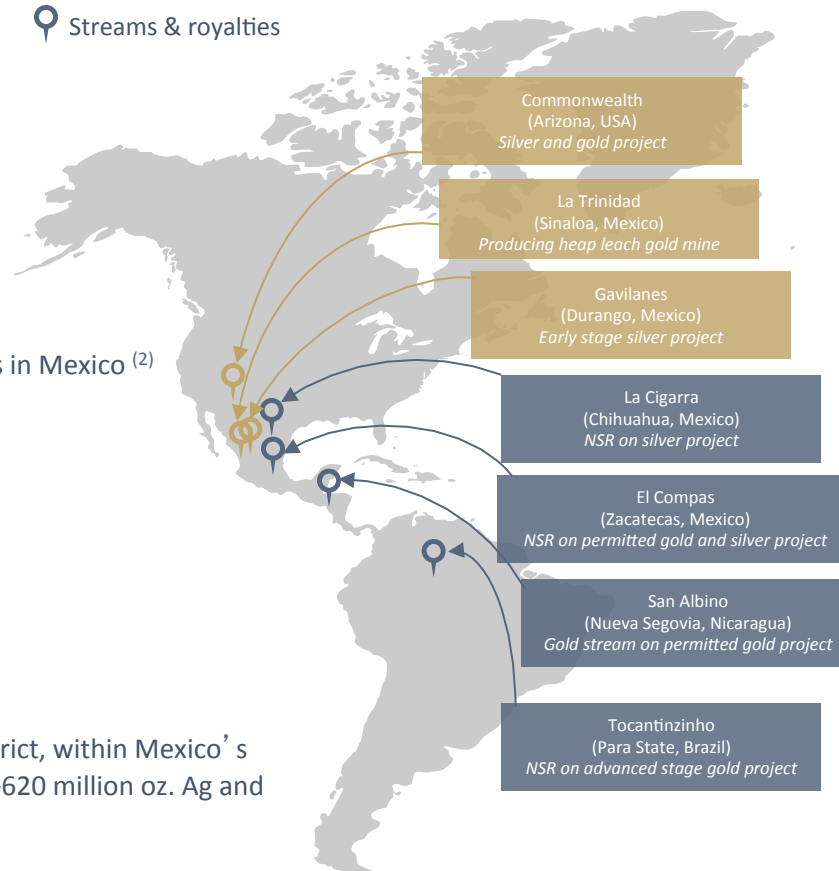 Streams & royalties
Commonwealth
(Arizona, USA)
Silver and gold project
La Trinidad
(Sinaloa, Mexico)
Producing heap leach gold mine
Gavilanes
(Durango, Mexico)
Early stage silver project
s in Mexico (2)
La Cigarra
(Chihuahua, Mexico)
NSR on silver project
El Compas
(Zacatecas, Mexico)
NSR on permitted gold and silver project
San Albino
(Nueva Segovia, Nicaragua)
Gold stream on permitted gold project
Tocantinzinho
(Para State, Brazil)
NSR on advanced stage gold project
rict, within Mexico's
620 million oz. Ag and